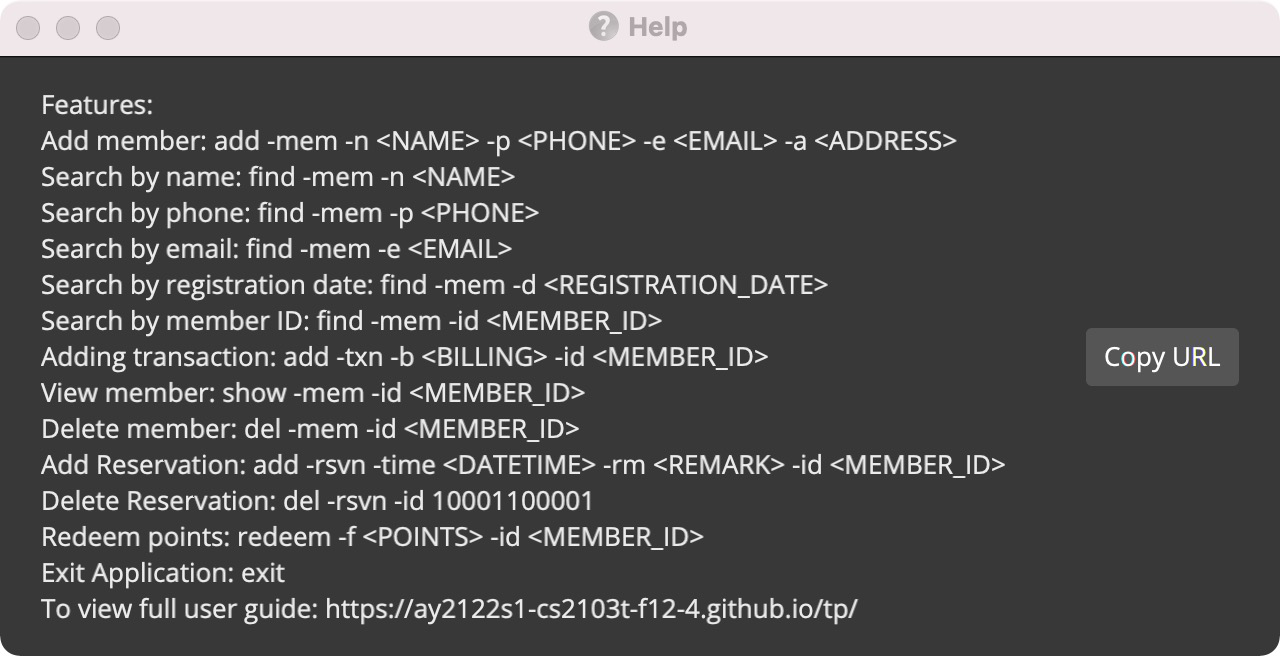 Help
Features:
Add member: add -mem -n <NAME> -p <PHONE> -e <EMAIL> -a <ADDRESS>
Search by name: find -mem -n <NAME>
Search by phone: find -mem -p <PHONE>
Search by email: find -mem -e <EMAIL>
Search by registration date: find -mem -d <REGISTRATION_DATE>
Search by member ID: find -mem -id <MEMBER_ID>
Adding transaction: add -txn -b <BILLING> -id <MEMBER_ID>
Copy URL
View member: show -mem -id <MEMBER_ID>
Delete member: del -mem -id <MEMBER_ID>
Add Reservation: add -rsvn -time <DATETIME> -rm <REMARK> -id <MEMBER_ID>
Delete Reservation: del -rsvn -id 10001100001
Redeem points: redeem -f <POINTS> -id <MEMBER_ID>
Exit Application: exit
To view full user guide: https://ay2122s1-cs2103t-f12-4.github.io/tp/